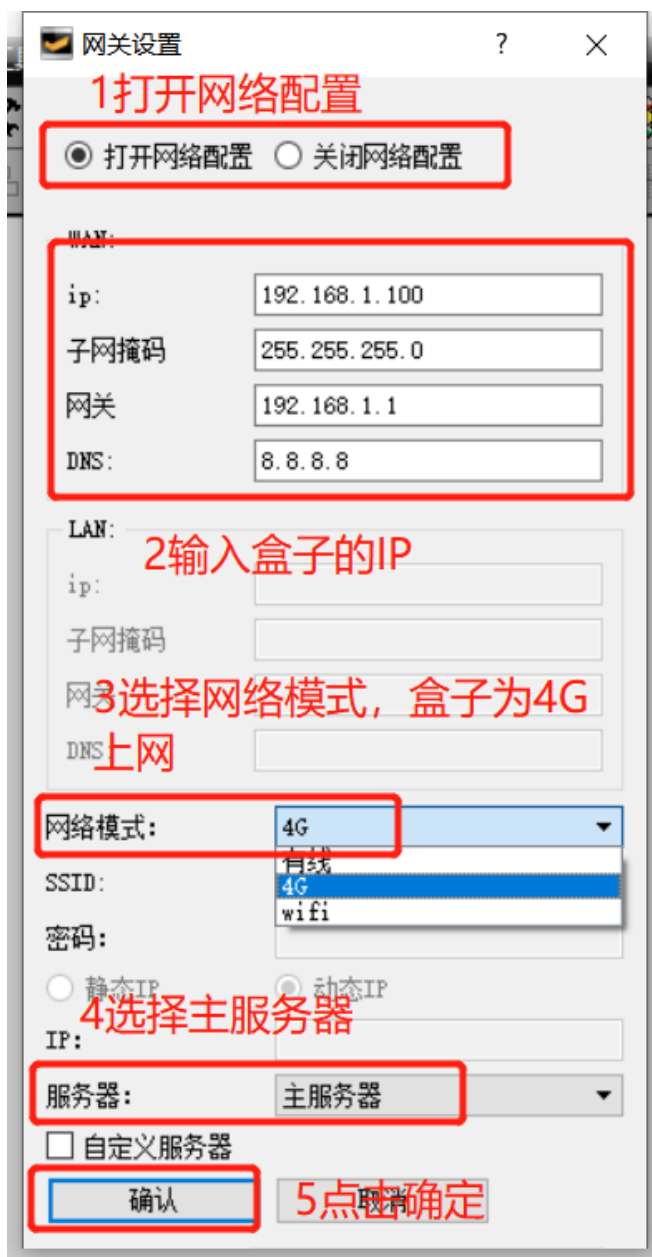 网关设置
?
1打开网络配置
打开网络配置 关闭网络配置
WAN:
ip: 192.168.1.100
子网掩码 255.255.255.0
网关 192.168.1.1
DNS: 8.8.8.8
LAN:
2输入盒子的IP
ip:
子网掩码
网关
3选择网络模式，盒子为4G
上网
DNS
网络模式: 4G
有线
SSID: 4G
wifi
密码:
静态IP 动态IP
4选择主服务器
IP:
服务器: 主服务器
自定义服务器
确认 取消
5点击确定